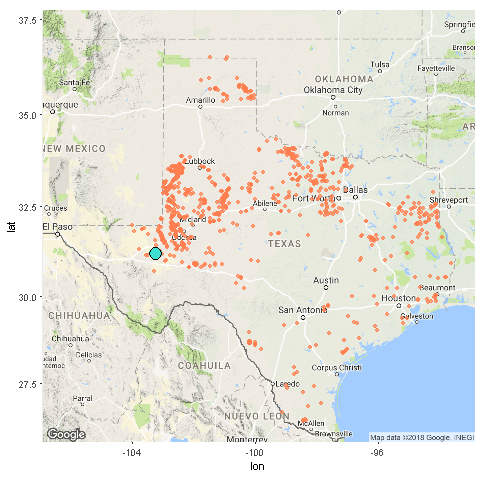 37.5
Springfi
Branson
Tulsa
Fayetteville
OKLAHOMA
Santa Fe
Oklahoma City
Amarillo
uquerque
35.0
Norman
AR
NEW MEXICO
Lubbock
Dallas
Abilene
Fort Worth
Shreveport
32.5
Cruces
Midland
El Paso
Odessa
lat
TEXAS
Austin
Beaumont
30.0
Houston
CHIHUAHUA
San Antonio
Galveston
Chihuahua
Delicias
COAHUILA
Corpus Christi
27.5
Laredo
Parral
NUEVO LEON
McAllen
Brownsville
Monterrey
Google
Map data ©2018 Google, INEGI
-104
-100
-96
lon